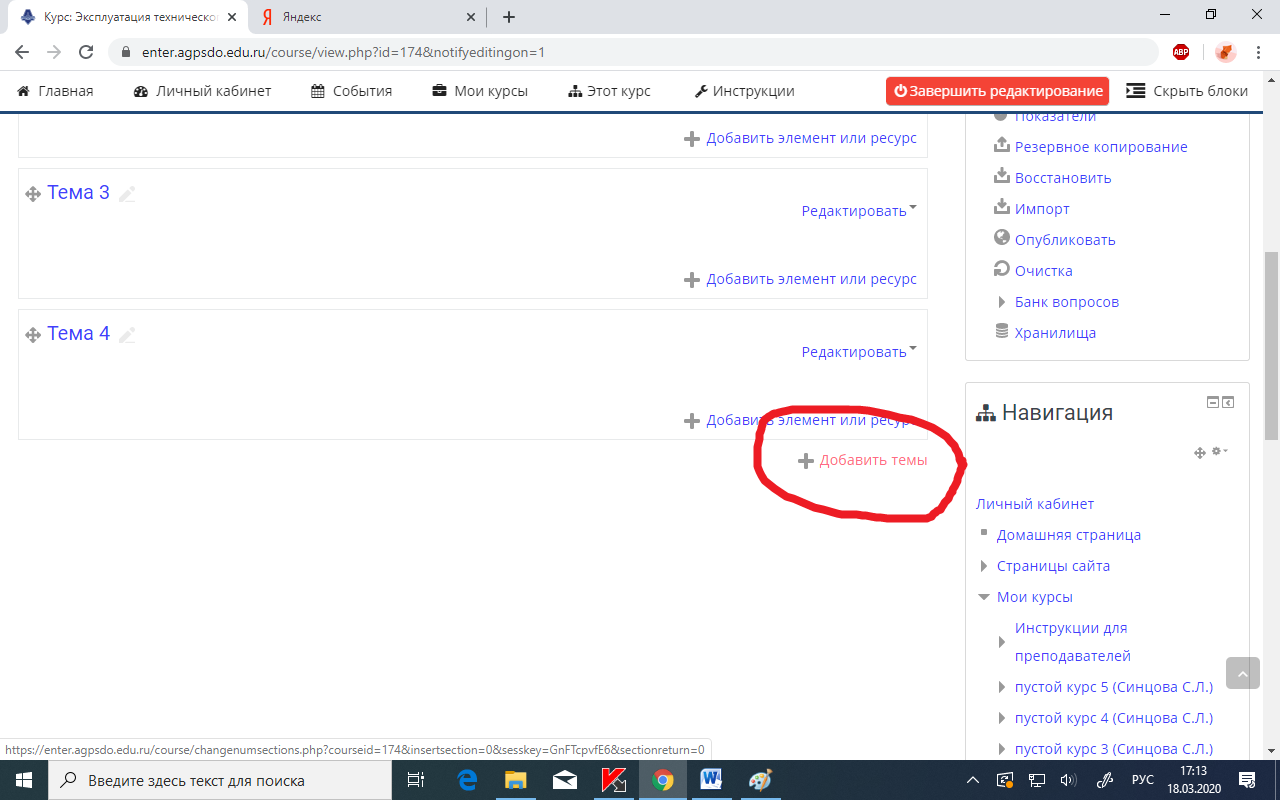 Курс: Эксплуатация техническог
Яндекс
enter.agpsdo.edu.ru/course/view.php?id=174&notifyeditingon=1
ABP
Главная
Личный кабинет
События
Мои курсы
Этот курс
Инструкции
Завершить редактирование
Скрыть блоки
Добавить элемент или ресурс
Тема 3
Редактировать
Добавить элемент или ресурс
Тема 4
Редактировать
Добавить элемент или ресурс
Добавить темы
Показатели
Резервное копирование
Восстановить
Импорт
Опубликовать
Очистка
Банк вопросов
Хранилища
Навигация
Личный кабинет
Домашняя страница
Страницы сайта
Мои курсы
Инструкции для
преподавателей
пустой курс 5 (Синцова С.Л.)
пустой курс 4 (Синцова С.Л.)
пустой курс 3 (Синцова С.Л.)
https://enter.agpsdo.edu.ru/course/changenumsections.php?courseid=174&insertsection=0&sesskey=GnFTcpvfE6&sectionreturn=0
Введите здесь текст для поиска
РУС
17:13
18.03.2020